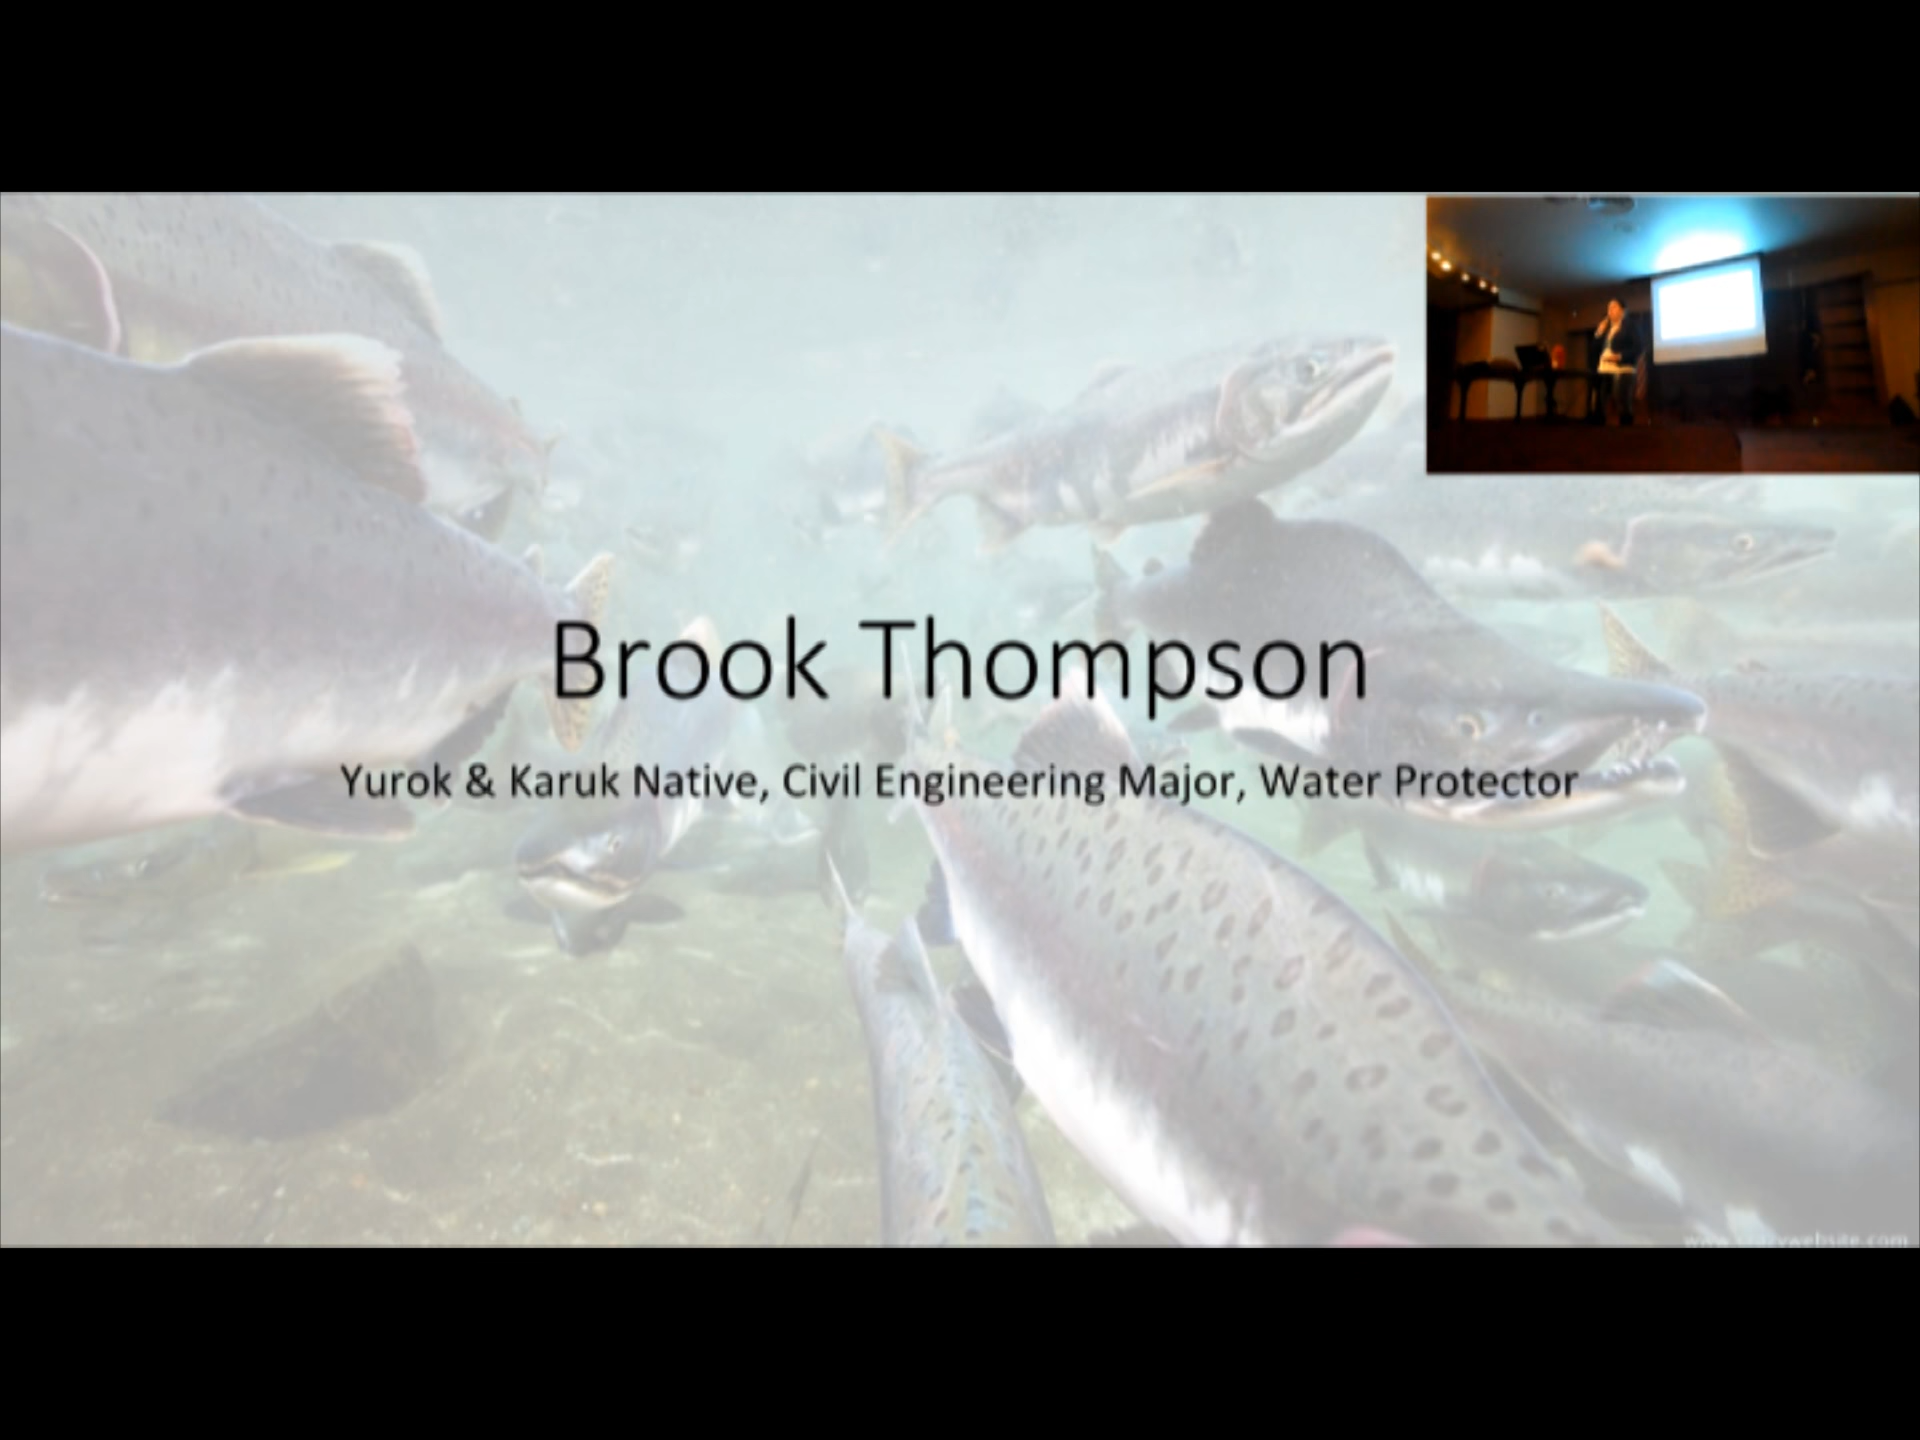 Brook Thompson
Yurok & Karuk Native, Civil Engineering Major, Water Protector